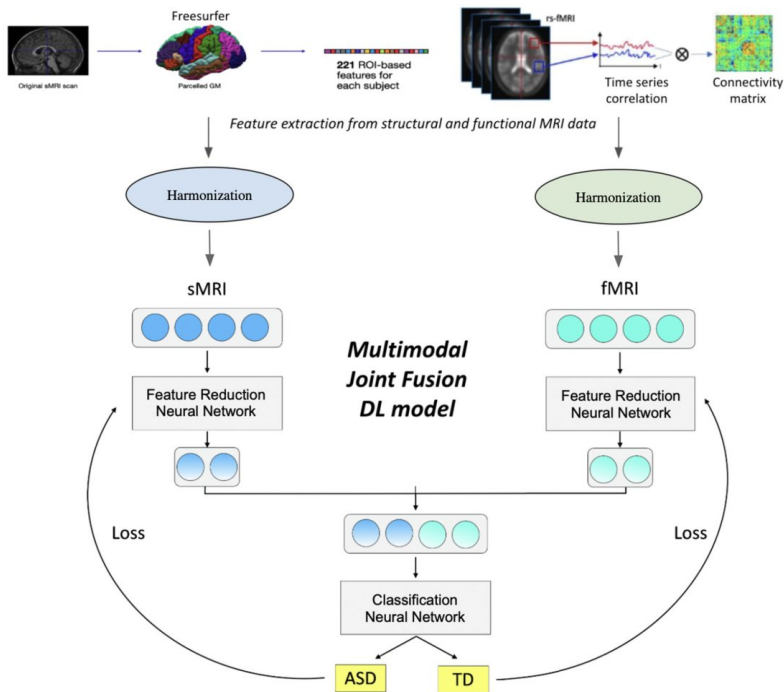 Freesurfer
rs-fMRI
Original sMRI scan
Parcelled GM
221 ROI-based
features for
each subject
t
Time series
correlation
Connectivity
matrix
Feature extraction from structural and functional MRI data
Harmonization
Harmonization
sMRI
fMRI
Multimodal
Joint Fusion
DL model
Feature Reduction
Neural Network
Feature Reduction
Neural Network
Loss
Loss
Classification
Neural Network
ASD
TD